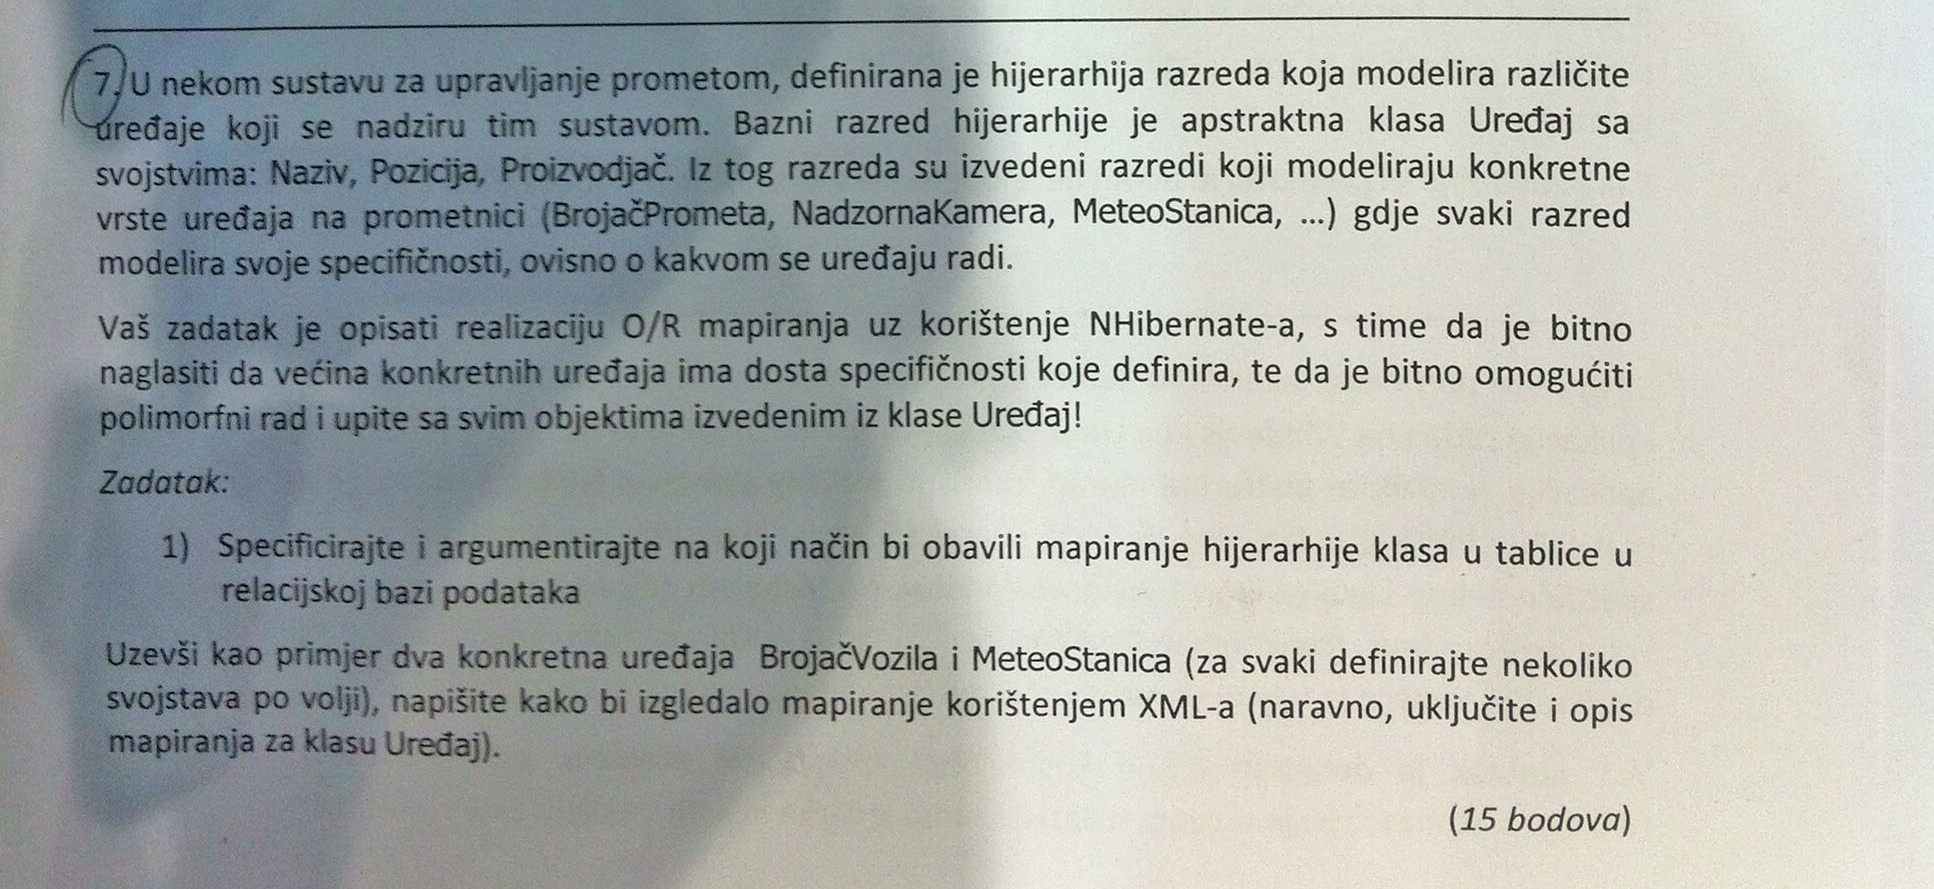 7. U nekom sustavu za upravljanje prometom, definirana je hijerarhija razreda koja modelira različite
uređaje koji se nadziru tim sustavom. Bazni razred hijerarhije je apstraktna klasa Uređaj sa
svojstvima: Naziv, Pozicija, Proizvodjač. Iz tog razreda su izvedeni razredi koji modeliraju konkretne
vrste uređaja na prometnici (BrojačPrometa, NadzornaKamera, MeteoStanica, ...) gdje svaki razred
modelira svoje specifičnosti, ovisno o kakvom se uređaju radi.
Vaš zadatak je opisati realizaciju O/R mapiranja uz korištenje NHibernate-a, s time da je bitno
naglasiti da većina konkretnih uređaja ima dosta specifičnosti koje definira, te da je bitno omogućiti
polimorfni rad i upite sa svim objektima izvedenim iz klase Uređaj!
Zadatak:
1) Specificirajte i argumentirajte na koji način bi obavili mapiranje hijerarhije klasa u tablice u
relacijskoj bazi podataka
Uzevši kao primjer dva konkretna uređaja BrojačVozila i MeteoStanica (za svaki definirajte nekoliko
svojstava po volji), napišite kako bi izgledalo mapiranje korištenjem XML-a (naravno, uključite i opis
mapiranja za klasu Uređaj).
(15 bodova)